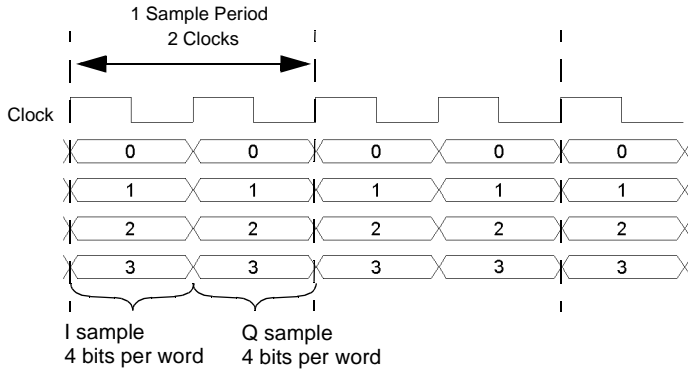 1 Sample Period
2 Clocks
Clock
0 0 0 0 0
1 1 1 1 1
2 2 2 2 2
3 3 3 3 3
I sample
4 bits per word
Q sample
4 bits per word